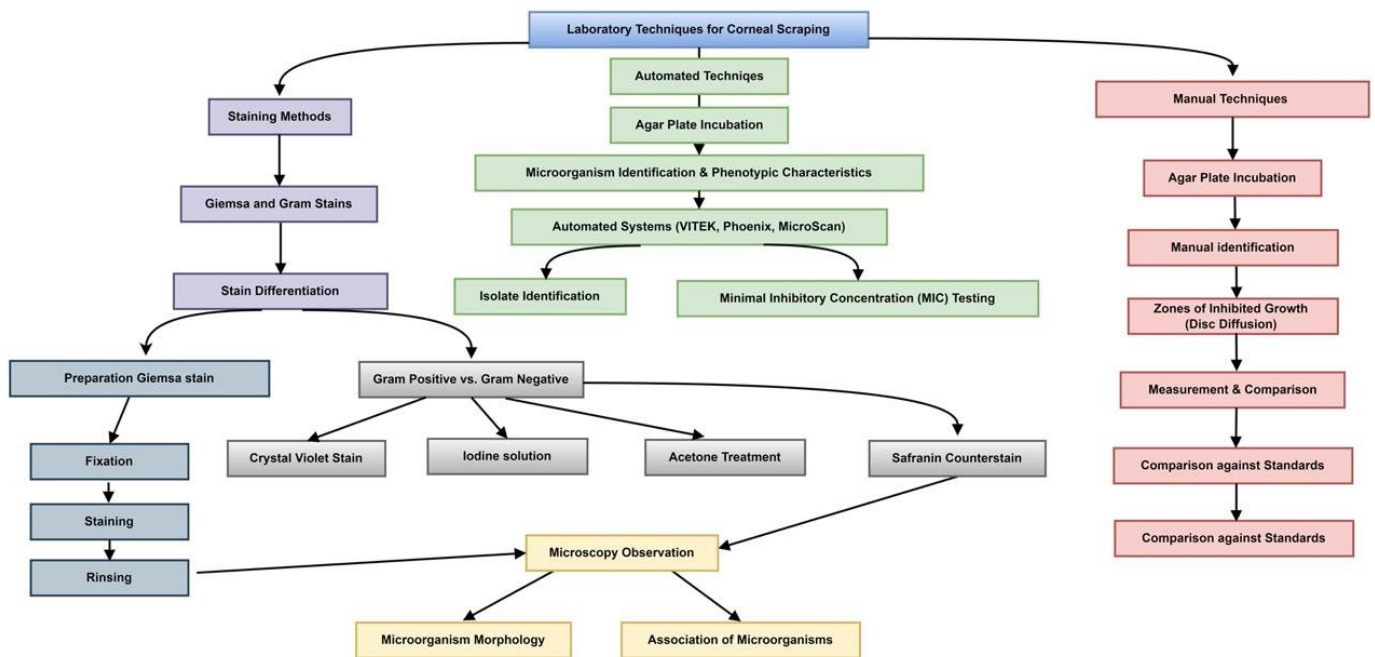 Laboratory Techniques for Corneal Scraping
Automated Techniqes
Manual Techniques
Staining Methods
Agar Plate Incubation
Microorganism Identification & Phenotypic Characteristics
Agar Plate Incubation
Giemsa and Gram Stains
Automated Systems (VITEK, Phoenix, MicroScan)
Manual identification
Stain Differentiation
Isolate Identification
Minimal Inhibitory Concentration (MIC) Testing
Zones of Inhibited Growth
(Disc Diffusion)
Preparation Giemsa stain
Gram Positive vs. Gram Negative
Measurement & Comparison
Fixation
Crystal Violet Stain
Iodine solution
Acetone Treatment
Safranin Counterstain
Comparison against Standards
Staining
Microscopy Observation
Comparison against Standards
Rinsing
Microorganism Morphology
Association of Microorganisms